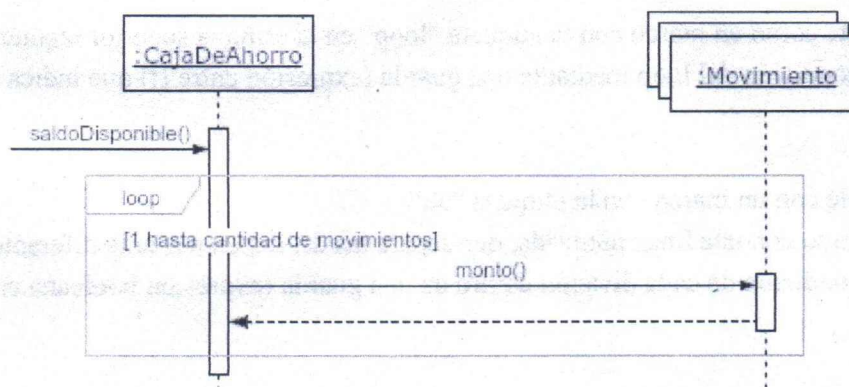 :CajaDeAhorro
:Movimiento
saldoDisponible()
loop
[1 hasta cantidad de movimientos]
monto()